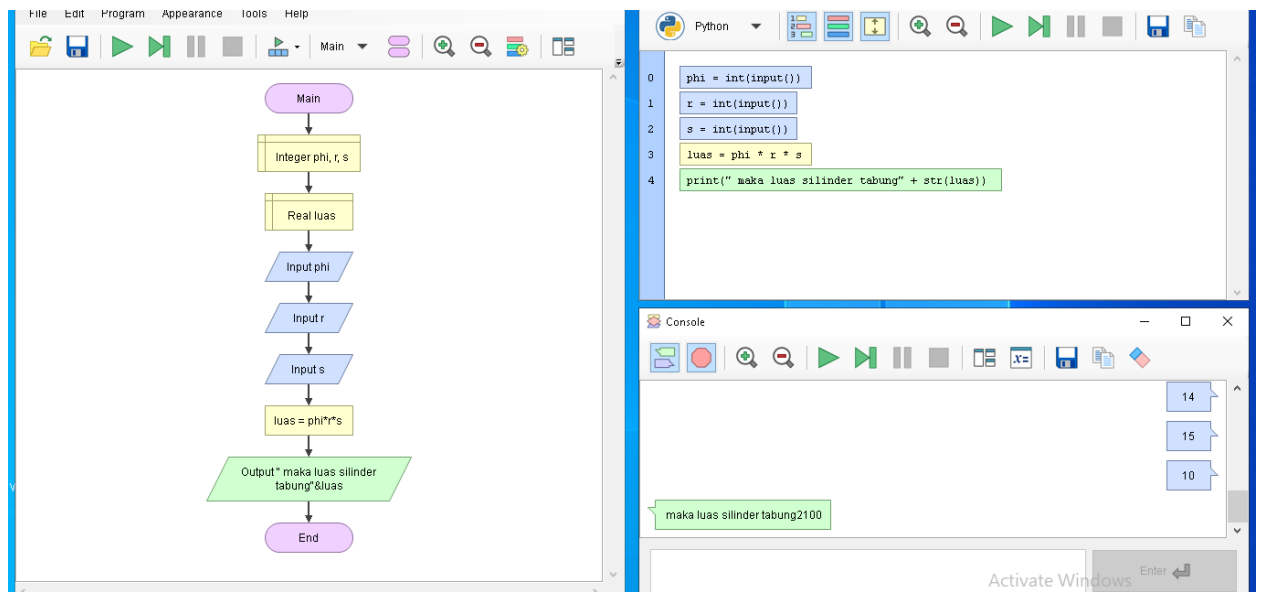 File Edit Program Appearance Tools Help
Main
Main
Integer phi, r, s
Real luas
Input phi
Input r
Input s
luas = phi*r*s
Output " maka luas silinder
tabung"&luas
End
Python
0 phi = int(input())
1 r = int(input())
2 s = int(input())
3 luas = phi * r * s
4 print(" maka luas silinder tabung" + str(luas))
Console
14
15
10
maka luas silinder tabung2100
Enter
Activate Windows